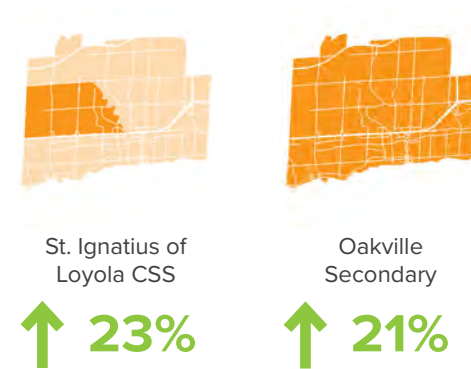 St. Ignatius of
Loyola CSS
23%
Oakville
Secondary
21%